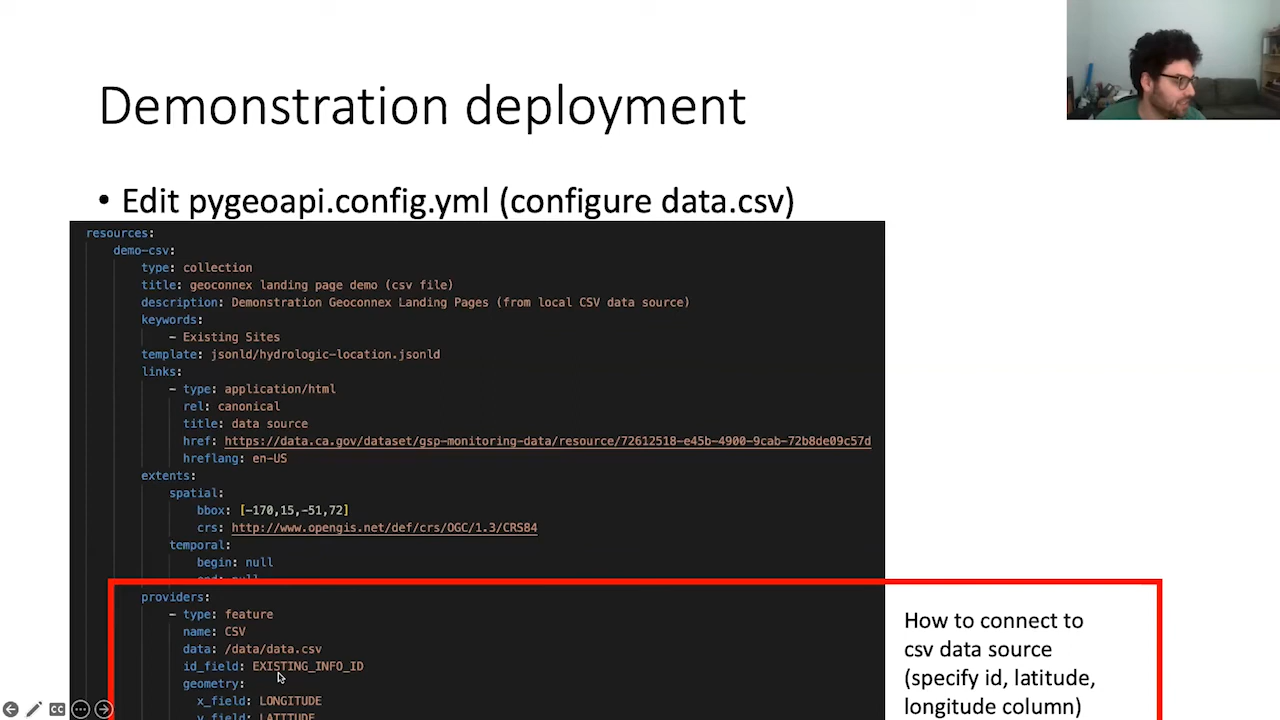 Demonstration deployment
• Edit pygeoapi.config.yml (configure data.csv)
resources:
demo-csv:
type: collection
title: geoconnex landing page demo (csv file)
description: Demonstration Geoconnex Landing Pages (from local CSV data source)
keywords:
- Existing Sites
template: jsonld/hydrologic-location.jsonld
links:
- type: application/html
rel: canonical
title: data source
href: https://data.ca.gov/dataset/gsp-monitoring-data/resource/72612518-e45b-4900-9cab-72b8de09c57d
hreflang: en-US
extents:
spatial:
bbox: [-170,15,-51,72]
crs: http://www.opengis.net/def/crs/OGC/1.3/CRS84
temporal:
begin: null
end: null
providers:
- type: feature
name: CSV
data: /data/data.csv
id_field: EXISTING_INFO_ID
geometry:
x_field: LONGITUDE
y_field: LATITUDE
How to connect to
csv data source
(specify id, latitude,
longitude column)
CC